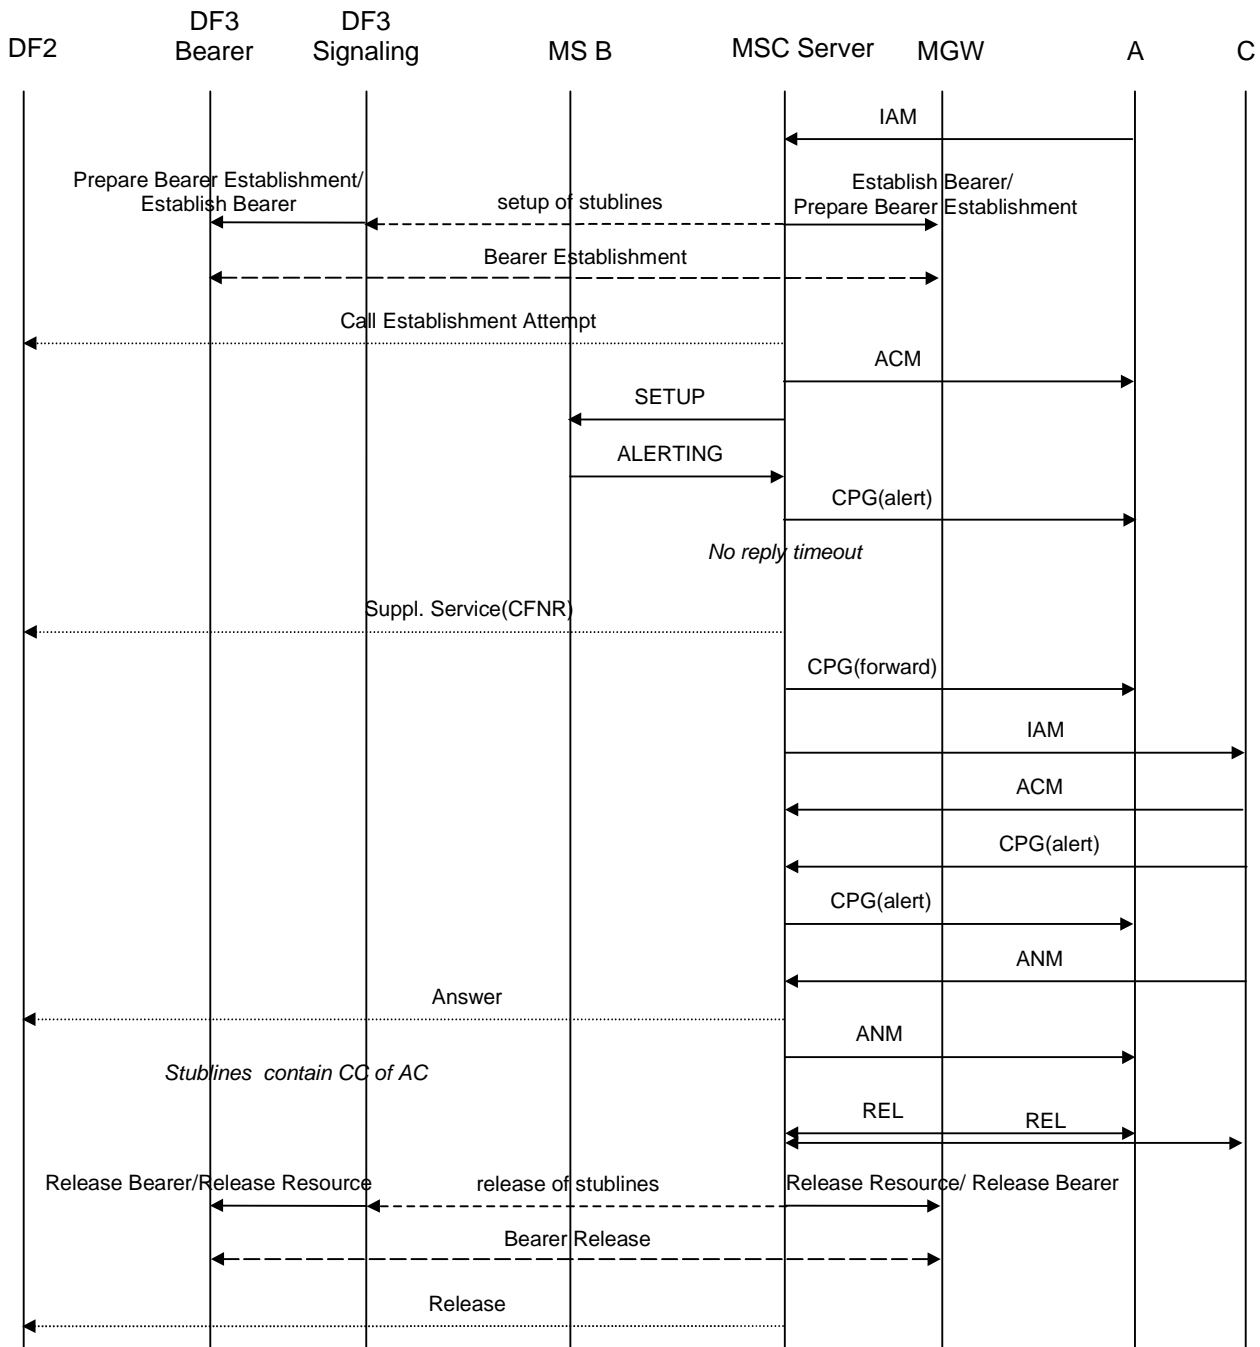 DF2
DF3
Bearer
DF3
Signaling
MS B
MSC Server
MGW
A
C
IAM
Prepare Bearer Establishment/
Establish Bearer
setup of stublines
Establish Bearer/
Prepare Bearer Establishment
Bearer Establishment
Call Establishment Attempt
ACM
SETUP
ALERTING
CPG(alert)
No reply timeout
Suppl. Service(CFNR)
CPG(forward)
IAM
ACM
CPG(alert)
CPG(alert)
ANM
Answer
ANM
Stublines contain CC of AC
REL
REL
Release Bearer/Release Resource
release of stublines
Release Resource/ Release Bearer
Bearer Release
Release